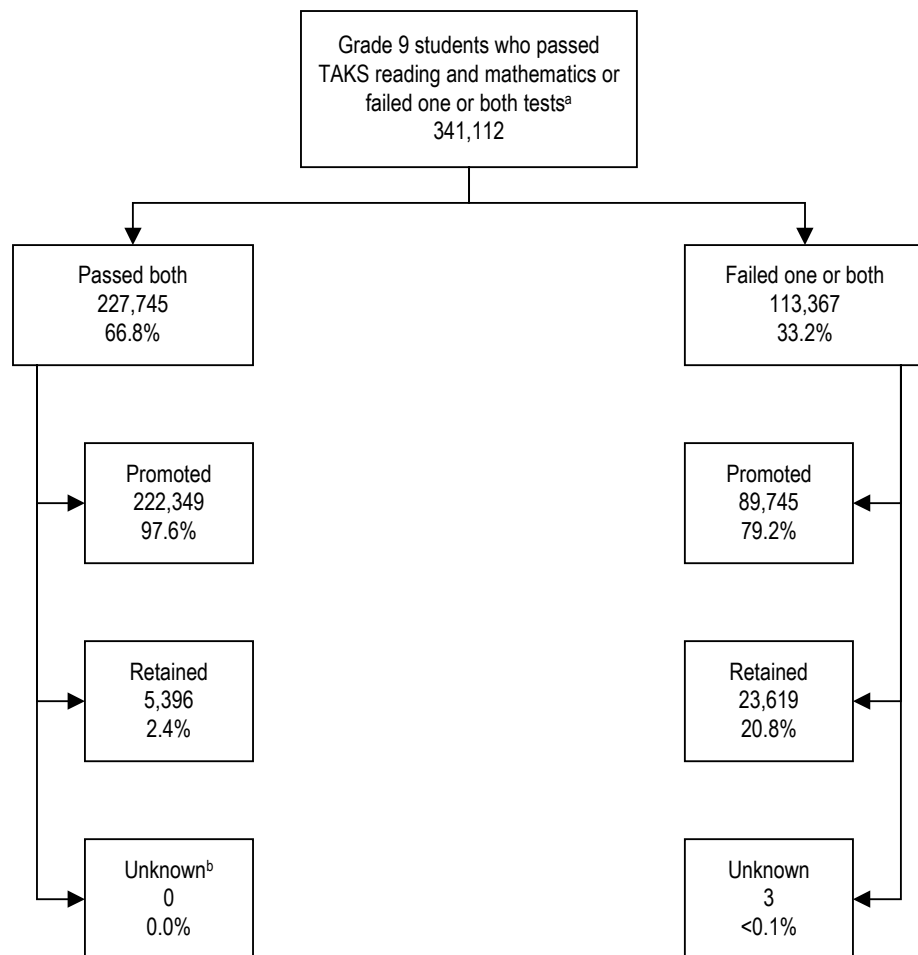 Grade 9 students who passed
TAKS reading and mathematics or
failed one or both testsᵃ
341,112
Passed both
227,745
66.8%
Failed one or both
113,367
33.2%
Promoted
222,349
97.6%
Promoted
89,745
79.2%
Retained
5,396
2.4%
Retained
23,619
20.8%
Unknownᵇ
0
0.0%
Unknown
3
<0.1%